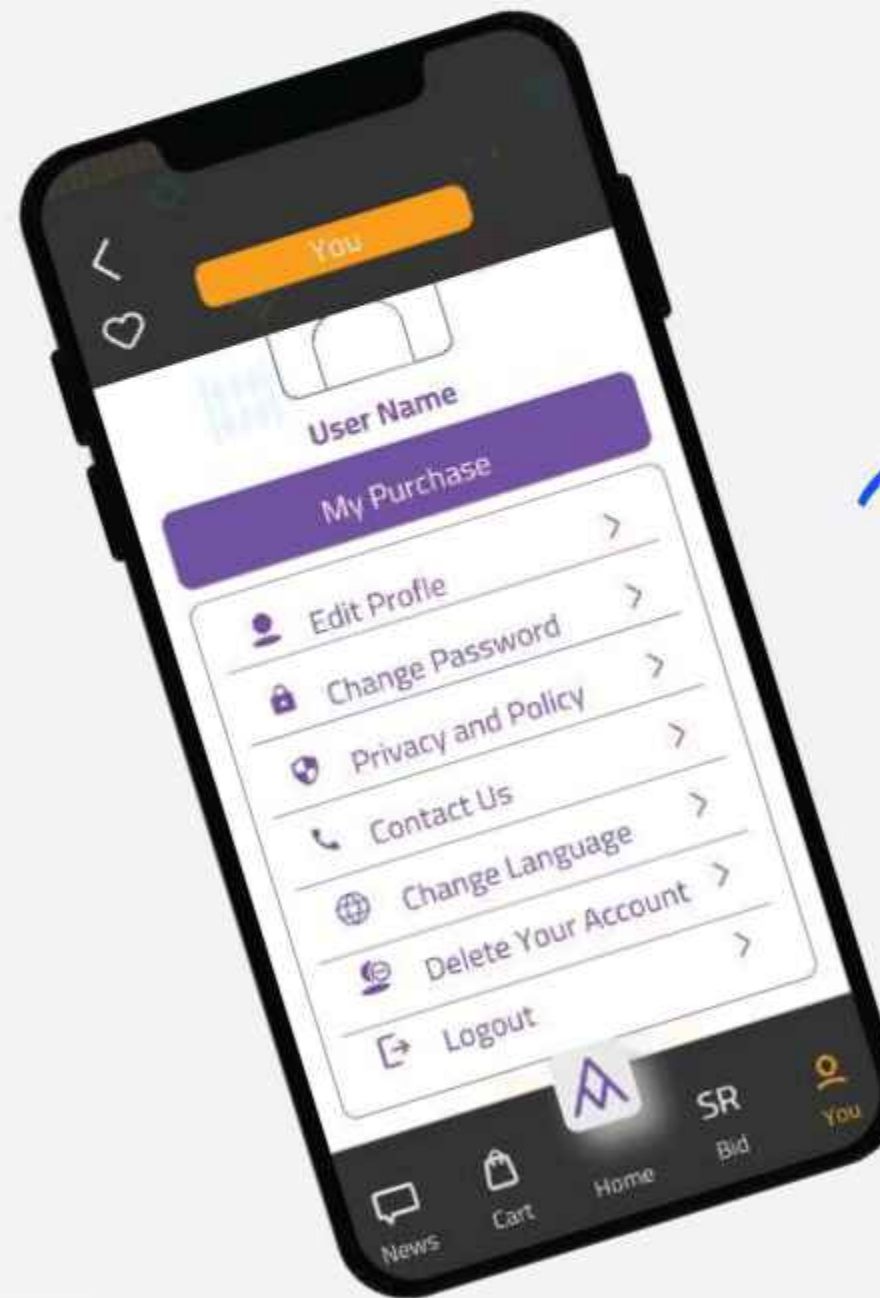 You
User Name
My Purchase
Edit Profle
Change Password
Privacy and Policy
Contact Us
Change Language
Delete Your Account
Logout
News
Cart
Home
SR
Bid
You